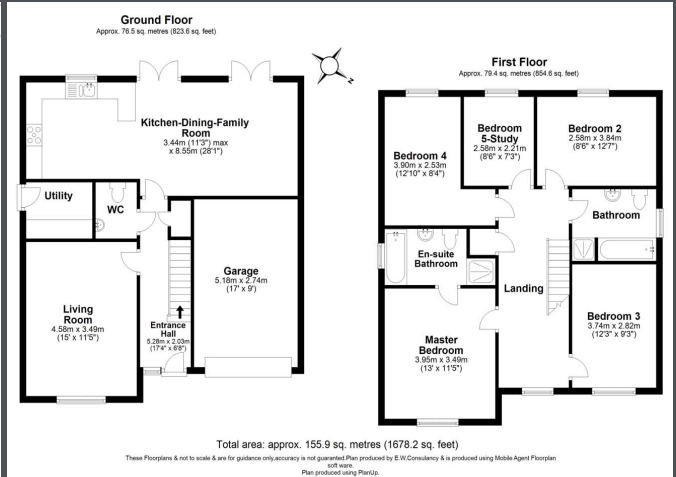 Ground Floor
Approx. 76.5 sq. metres (823.6 sq. feet)
Kitchen-Dining-Family
Room
3.44m (11'3") max
x 8.55m (28'1")
Utility
WC
Living
Room
4.58m x 3.49m
(15' x 11'5")
Entrance
Hall
5.28m x 2.03m
(17'4" x 6'8")
Garage
5.18m x 2.74m
(17' x 9')
N
First Floor
Approx. 79.4 sq. metres (854.6 sq. feet)
Bedroom 4
3.90m x 2.53m
(12'10" x 8'4")
Bedroom
5-Study
2.58m x 2.21m
(8'6" x 7'3")
Bedroom 2
2.58m x 3.84m
(8'6" x 12'7")
Bathroom
En-suite
Bathroom
Landing
Master
Bedroom
3.95m x 3.49m
(13' x 11'5")
Bedroom 3
3.74m x 2.82m
(12'3" x 9'3")
Total area: approx. 155.9 sq. metres (1678.2 sq. feet)
These Floorplans & not to scale & are for guidance only,accuracy is not guaranted.Plan produced by E.W.Consulancy & is produced using Mobile Agent Floorplan
soft ware.
Plan produced using PlanUp.